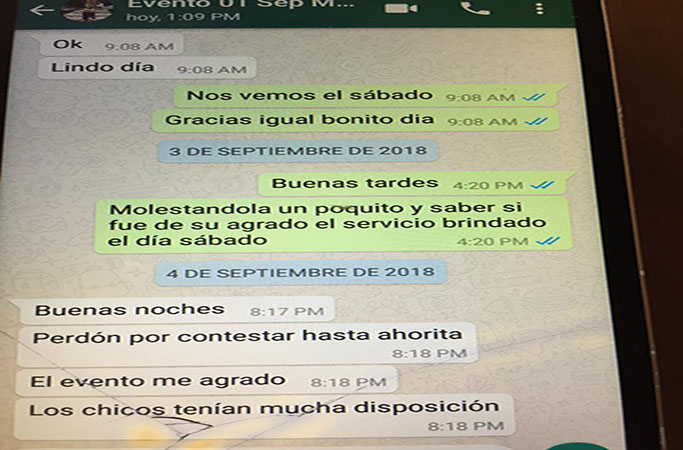 Evento 01 Sep M...
hoy, 1:09 PM
Ok 9:08 AM
Lindo día 9:08 AM
Nos vemos el sábado 9:08 AM
Gracias igual bonito dia 9:08 AM
3 DE SEPTIEMBRE DE 2018
Buenas tardes 4:20 PM
Molestandola un poquito y saber si
fue de su agrado el servicio brindado
el día sábado 4:20 PM
4 DE SEPTIEMBRE DE 2018
Buenas noches 8:17 PM
Perdón por contestar hasta ahorita
8:18 PM
El evento me agrado 8:18 PM
Los chicos tenían mucha disposición
8:18 PM